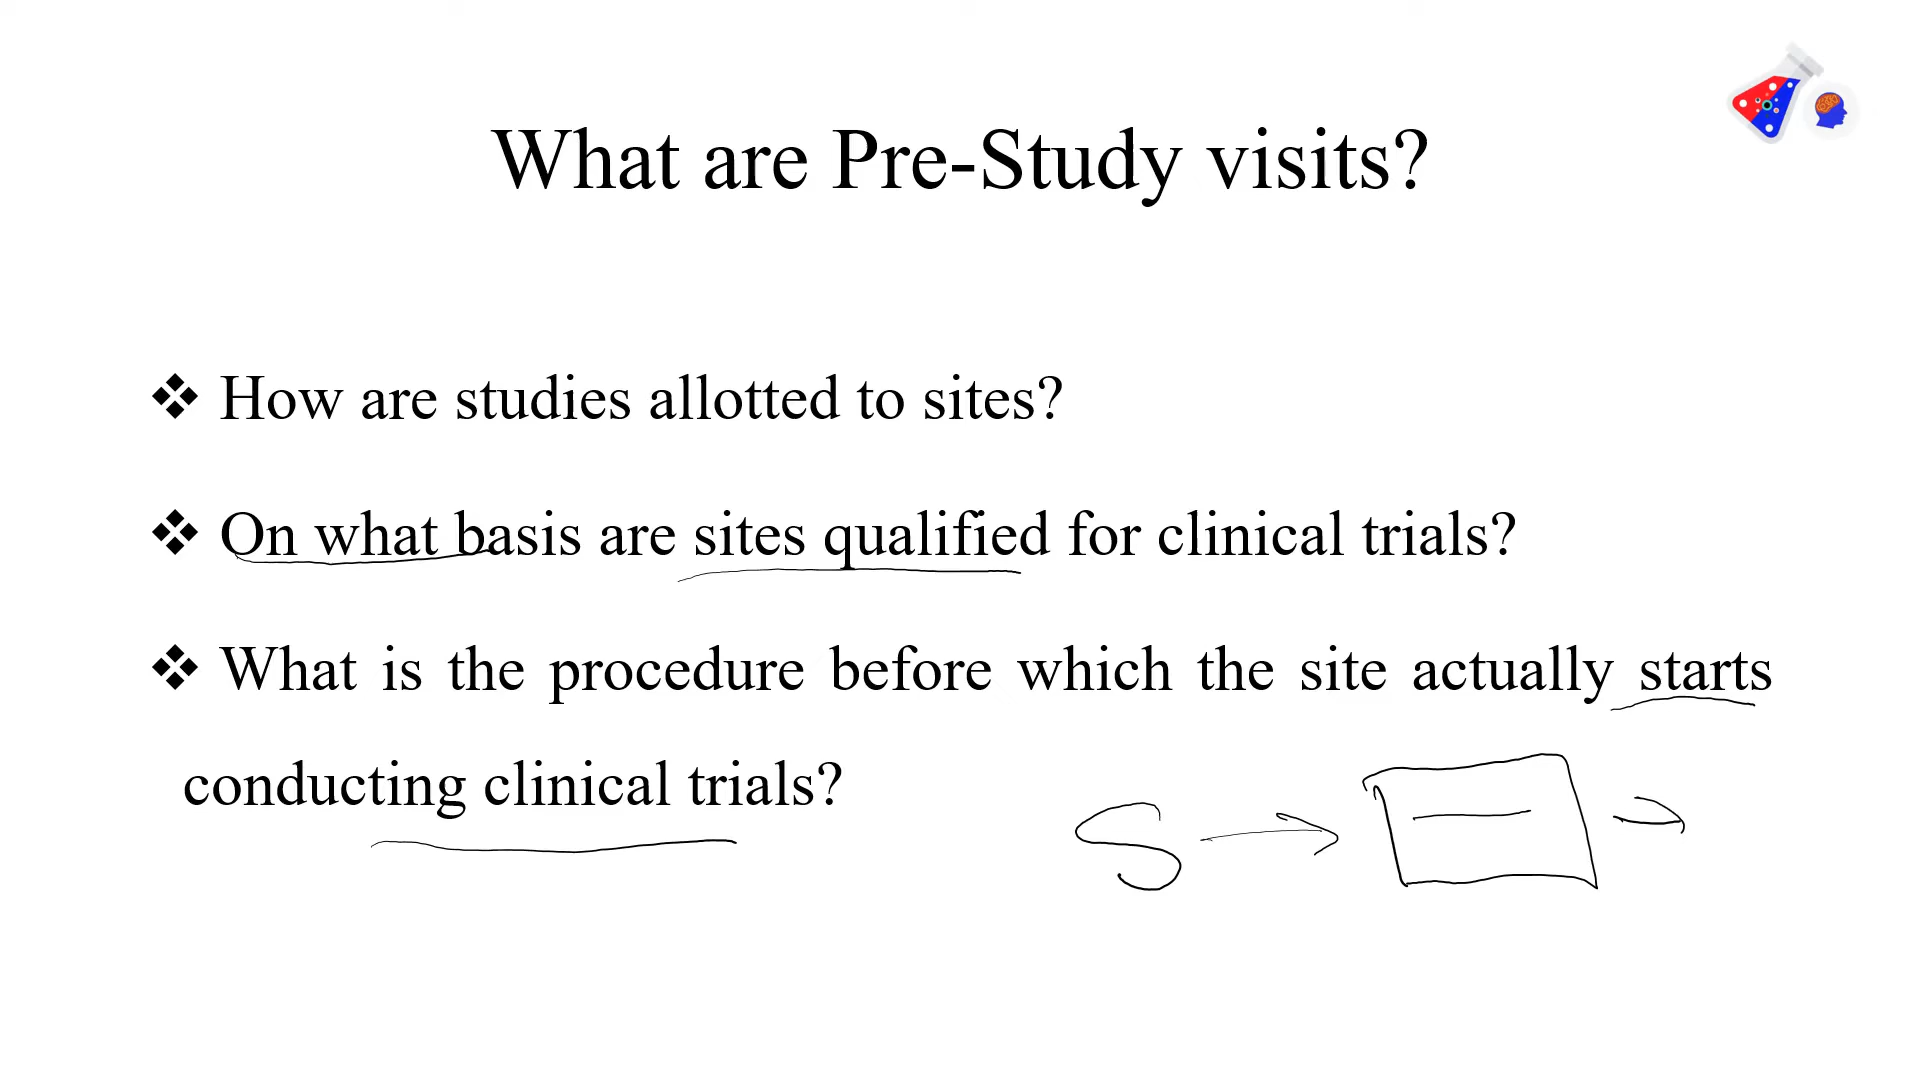 What are Pre-Study visits?
❖ How are studies allotted to sites?
❖ On what basis are sites qualified for clinical trials?
❖ What is the procedure before which the site actually starts
conducting clinical trials?
S